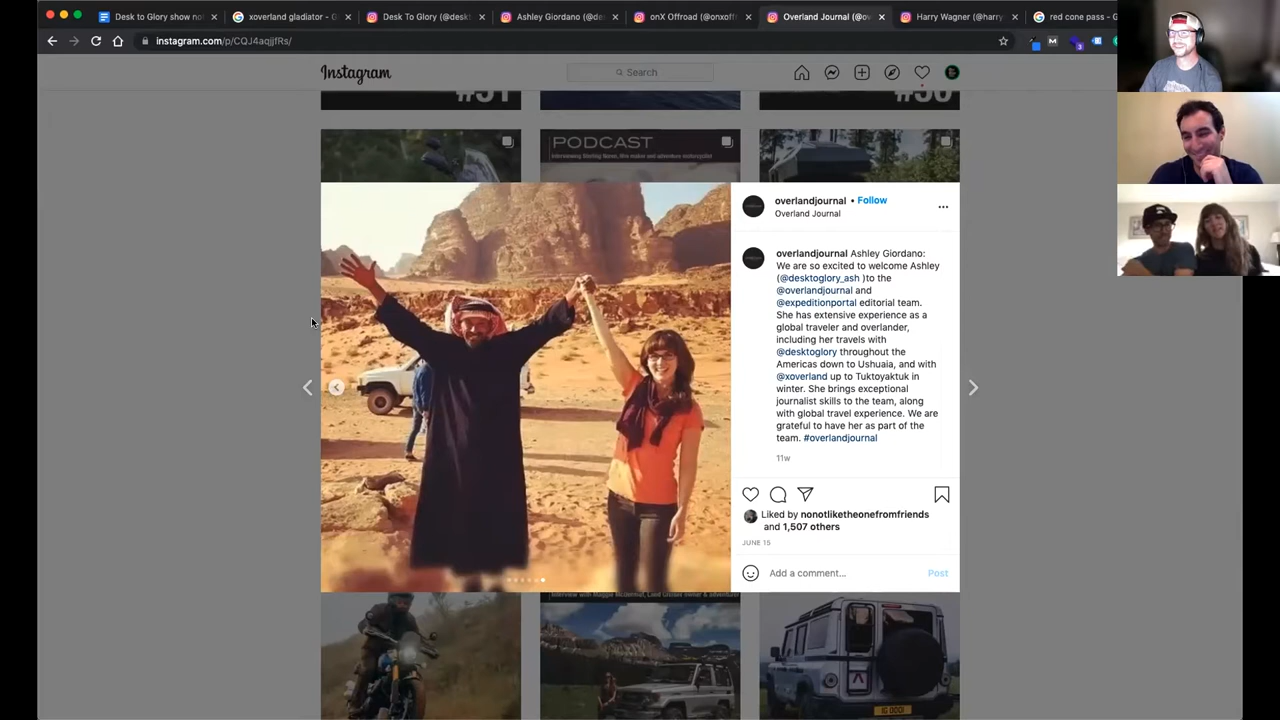 Desk to Glory show no
xoverland gladiator - G
Desk To Glory (@desk
Ashley Giordano (@de
onX Offroad (@onxoff
Overland Journal (@o
Harry Wagner (@harry
red cone pass - G
instagram.com/p/CQJ4aqjjfRs/
Instagram
Search
#31
#30
PODCAST
overlandjournal • Follow
Overland Journal
overlandjournal Ashley Giordano:
We are so excited to welcome Ashley
(@desktoglory_ash )to the
@overlandjournal and
@expeditionportal editorial team.
She has extensive experience as a
global traveler and overlander,
including her travels with
@desktoglory throughout the
Americas down to Ushuaia, and with
@xoverland up to Tuktoyaktuk in
winter. She brings exceptional
journalist skills to the team, along
with global travel experience. We are
grateful to have her as part of the
team. #overlandjournal
11w
Liked by nonotliketheonefromfriends
and 1,507 others
JUNE 15
Add a comment...
Post